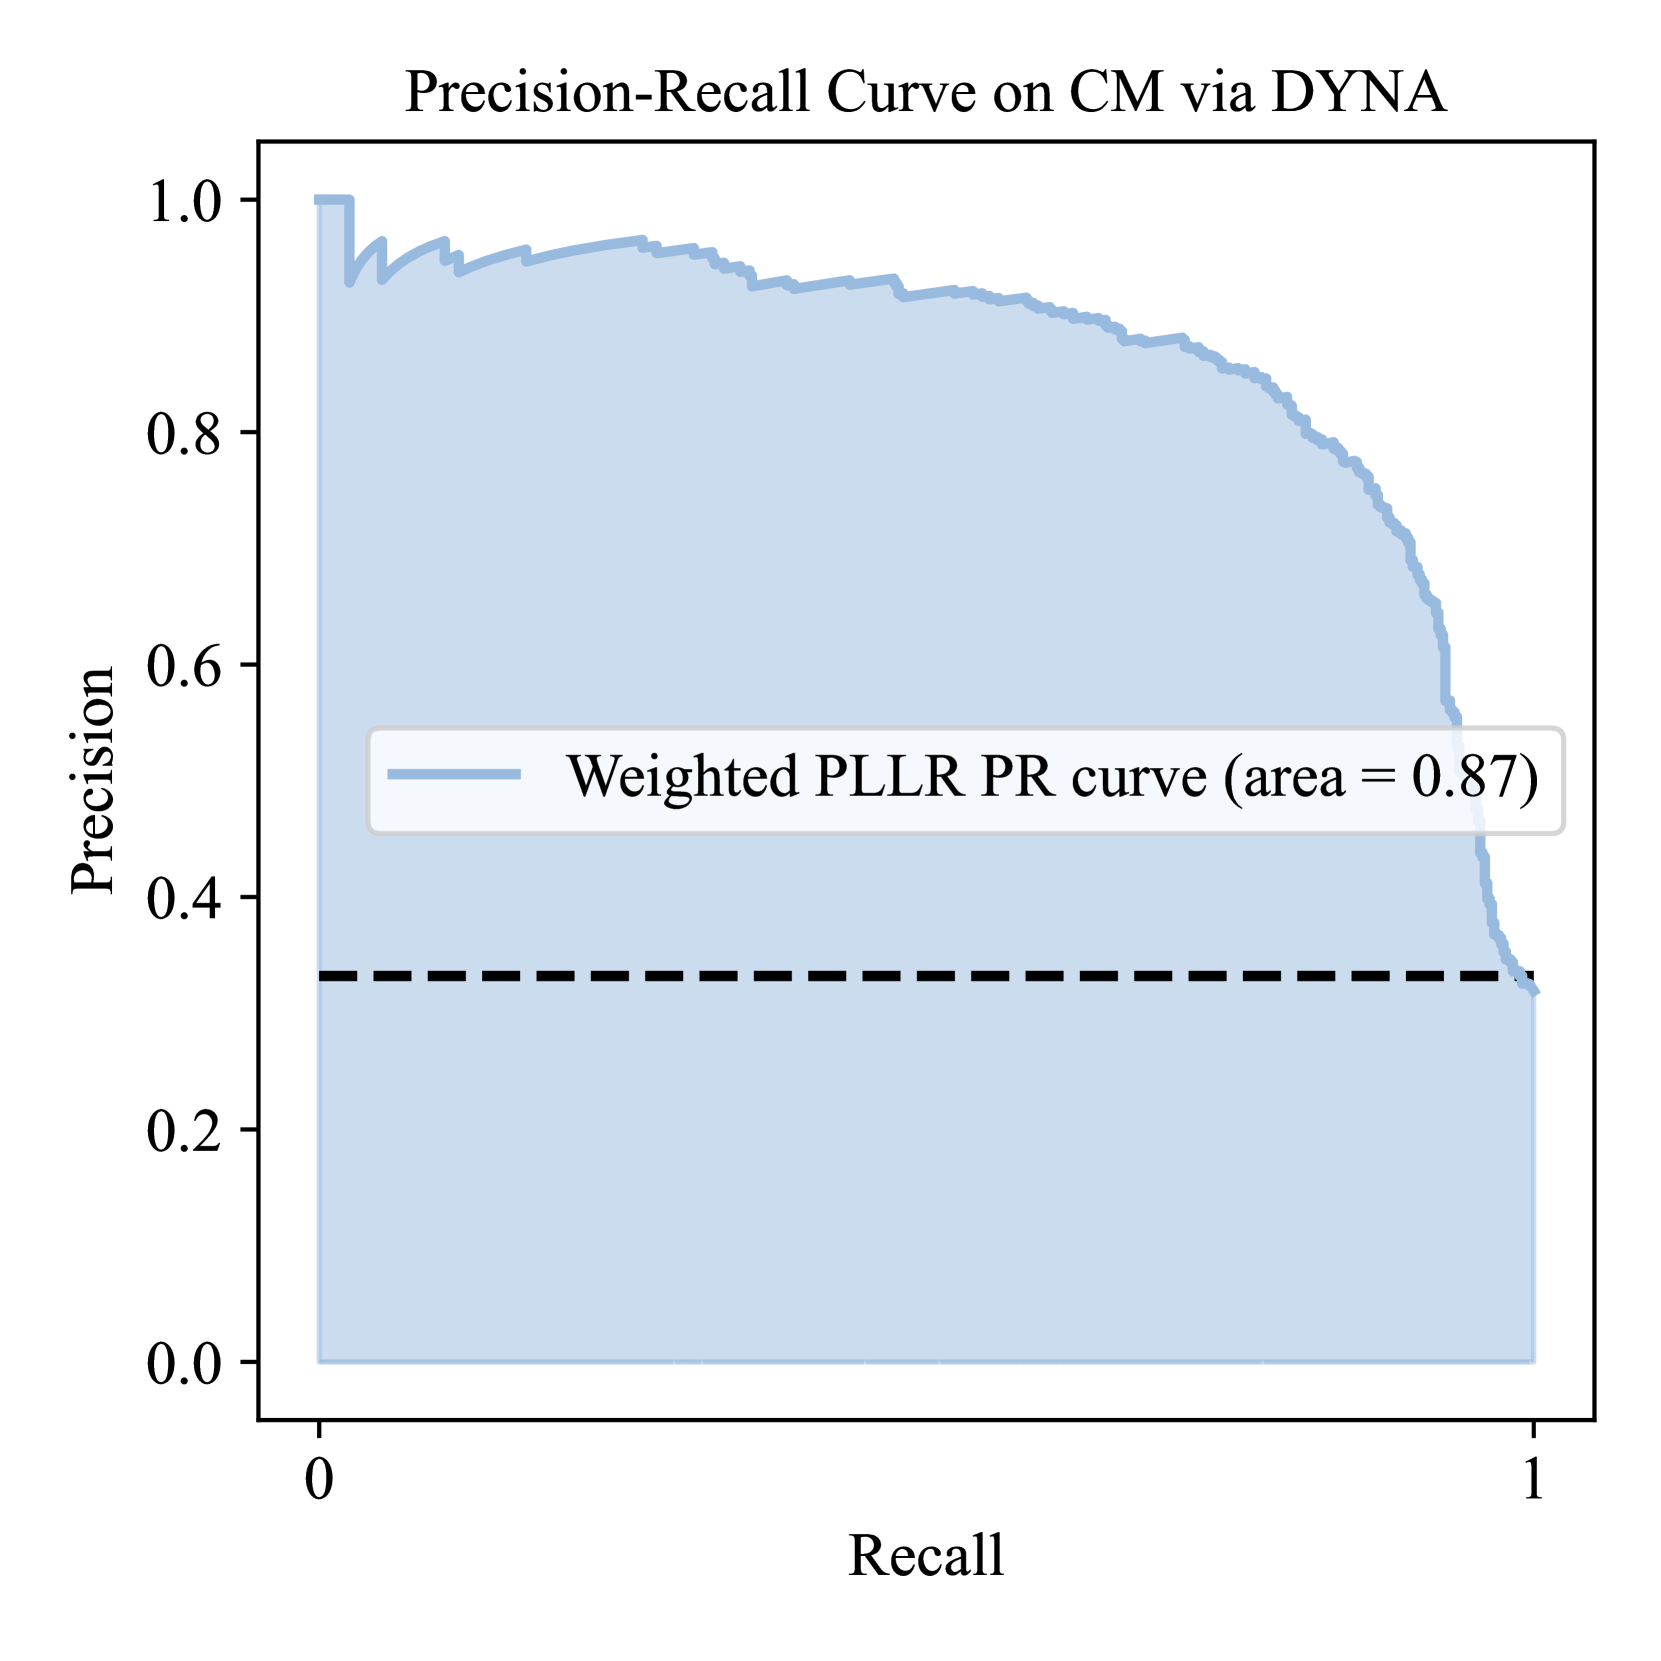 Precision-Recall Curve on CM via DYNA
1.0
0.8
0.6
0.4
0.2
0.0
Precision
Weighted PLLR PR curve (area = 0.87)
0 1
Recall